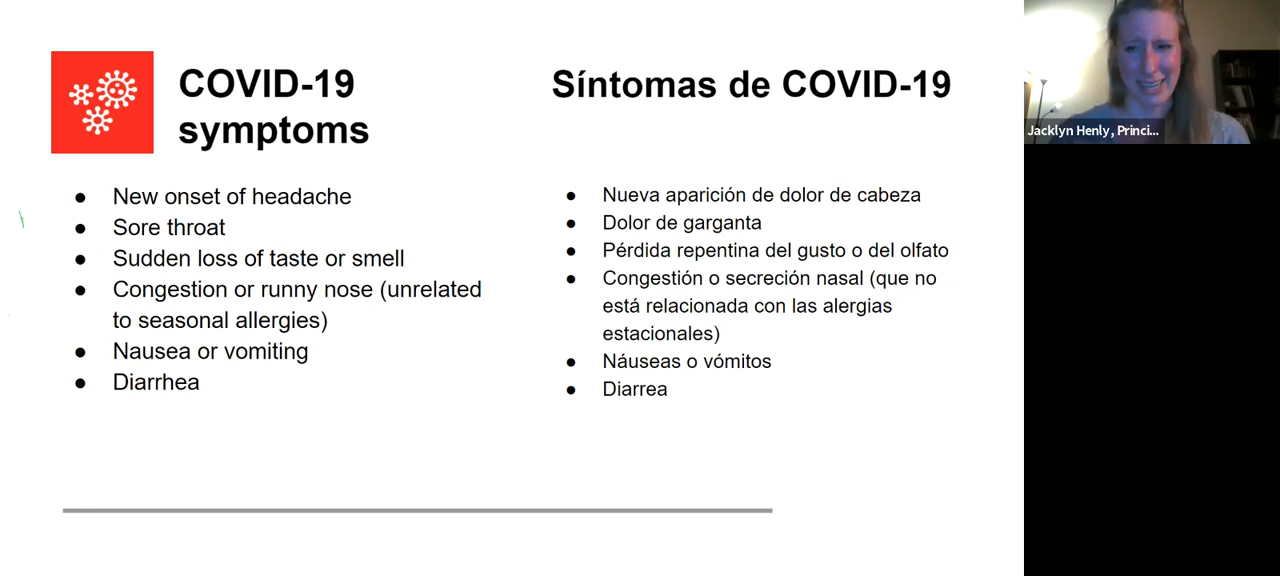 COVID-19
symptoms
Síntomas de COVID-19
● New onset of headache
● Sore throat
● Sudden loss of taste or smell
● Congestion or runny nose (unrelated
to seasonal allergies)
● Nausea or vomiting
● Diarrhea
● Nueva aparición de dolor de cabeza
● Dolor de garganta
● Pérdida repentina del gusto o del olfato
● Congestión o secreción nasal (que no
está relacionada con las alergias
estacionales)
● Náuseas o vómitos
● Diarrea
Jacklyn Henly, Princi...